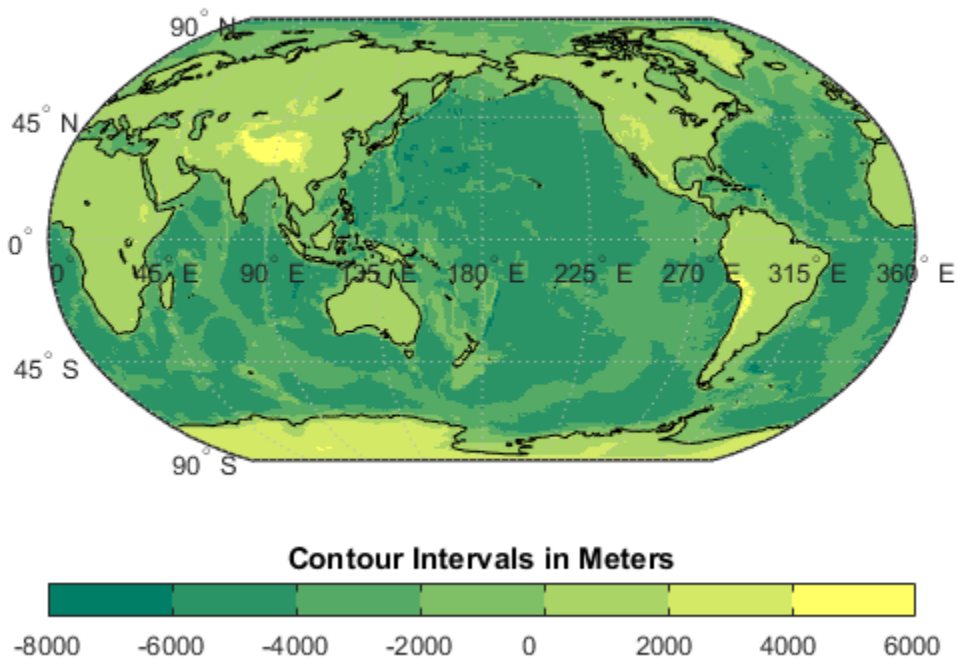 90° N
45° N
0°
0° 45° E 90° E 135° E 180° E 225° E 270° E 315° E 360° E
45° S
90° S
Contour Intervals in Meters
-8000 -6000 -4000 -2000 0 2000 4000 6000